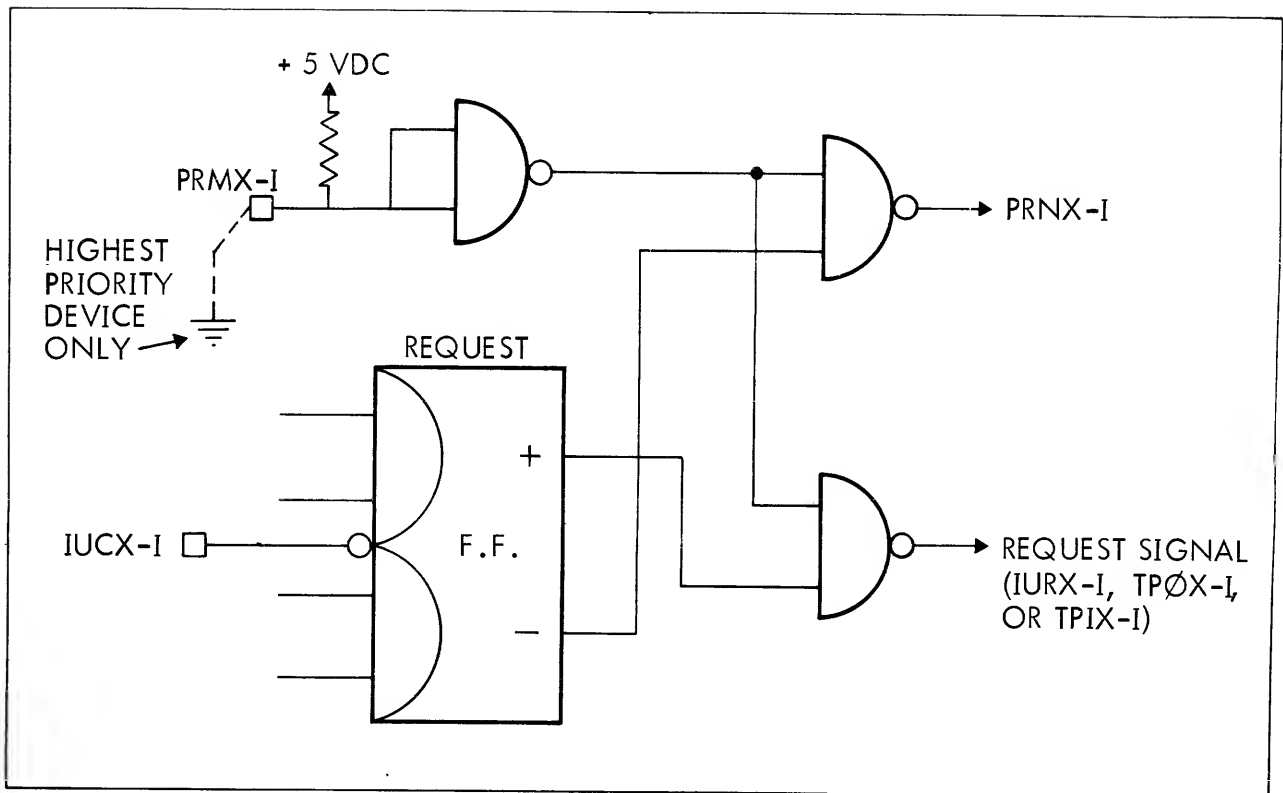 + 5 VDC
PRMX-I
HIGHEST
PRIORITY
DEVICE
ONLY
PRNX-I
REQUEST
+
F.F.
−
IUCX-I
REQUEST SIGNAL
(IURX-I, TPØX-I,
OR TPIX-I)